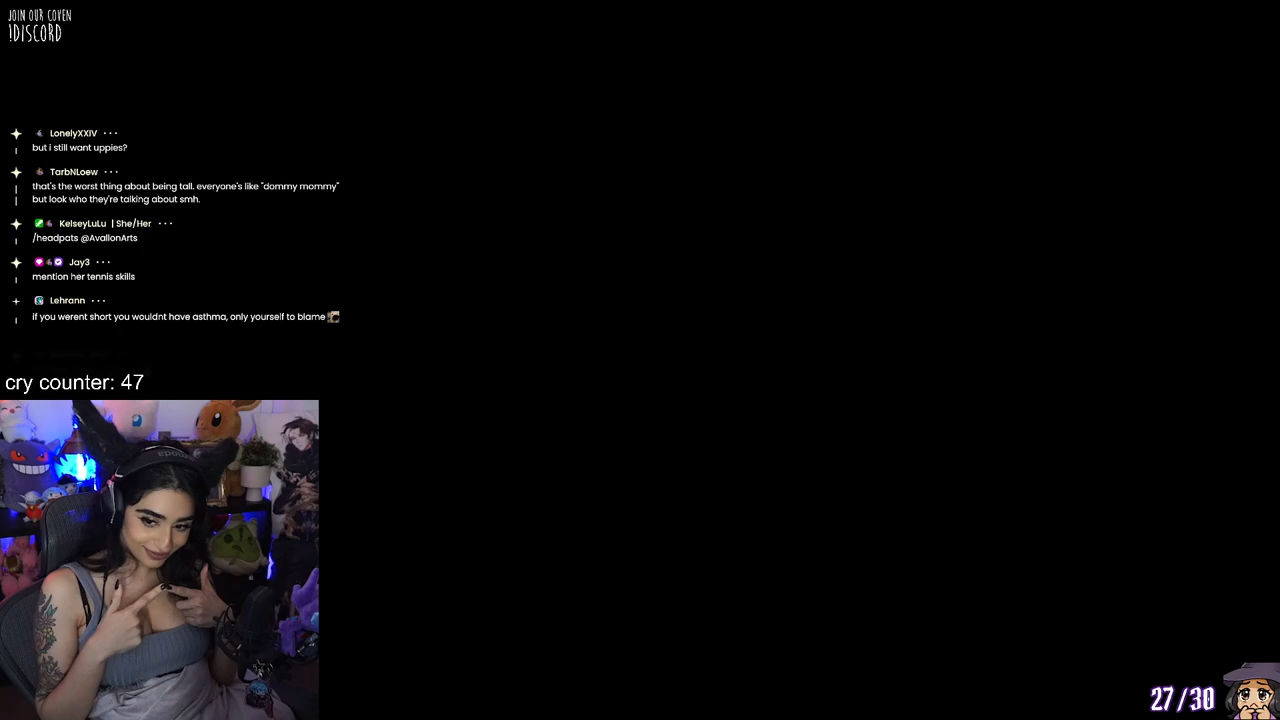 JOIN OUR COVEN
!DISCORD
LonelyXXIV
but i still want uppies?
TarbNLoew
that's the worst thing about being tall. everyone's like "dommy mommy"
but look who they're talking about smh.
KelseyLuLu | She/Her
/headpats @AvallonArts
Jay3
mention her tennis skills
Lehrann
if you werent short you wouldnt have asthma, only yourself to blame
cry counter: 47
27/30